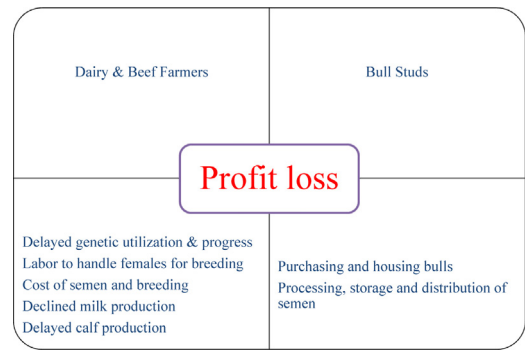 Dairy & Beef Farmers
Bull Studs
Profit loss
Delayed genetic utilization & progress
Labor to handle females for breeding
Cost of semen and breeding
Declined milk production
Delayed calf production
Purchasing and housing bulls
Processing, storage and distribution of
semen